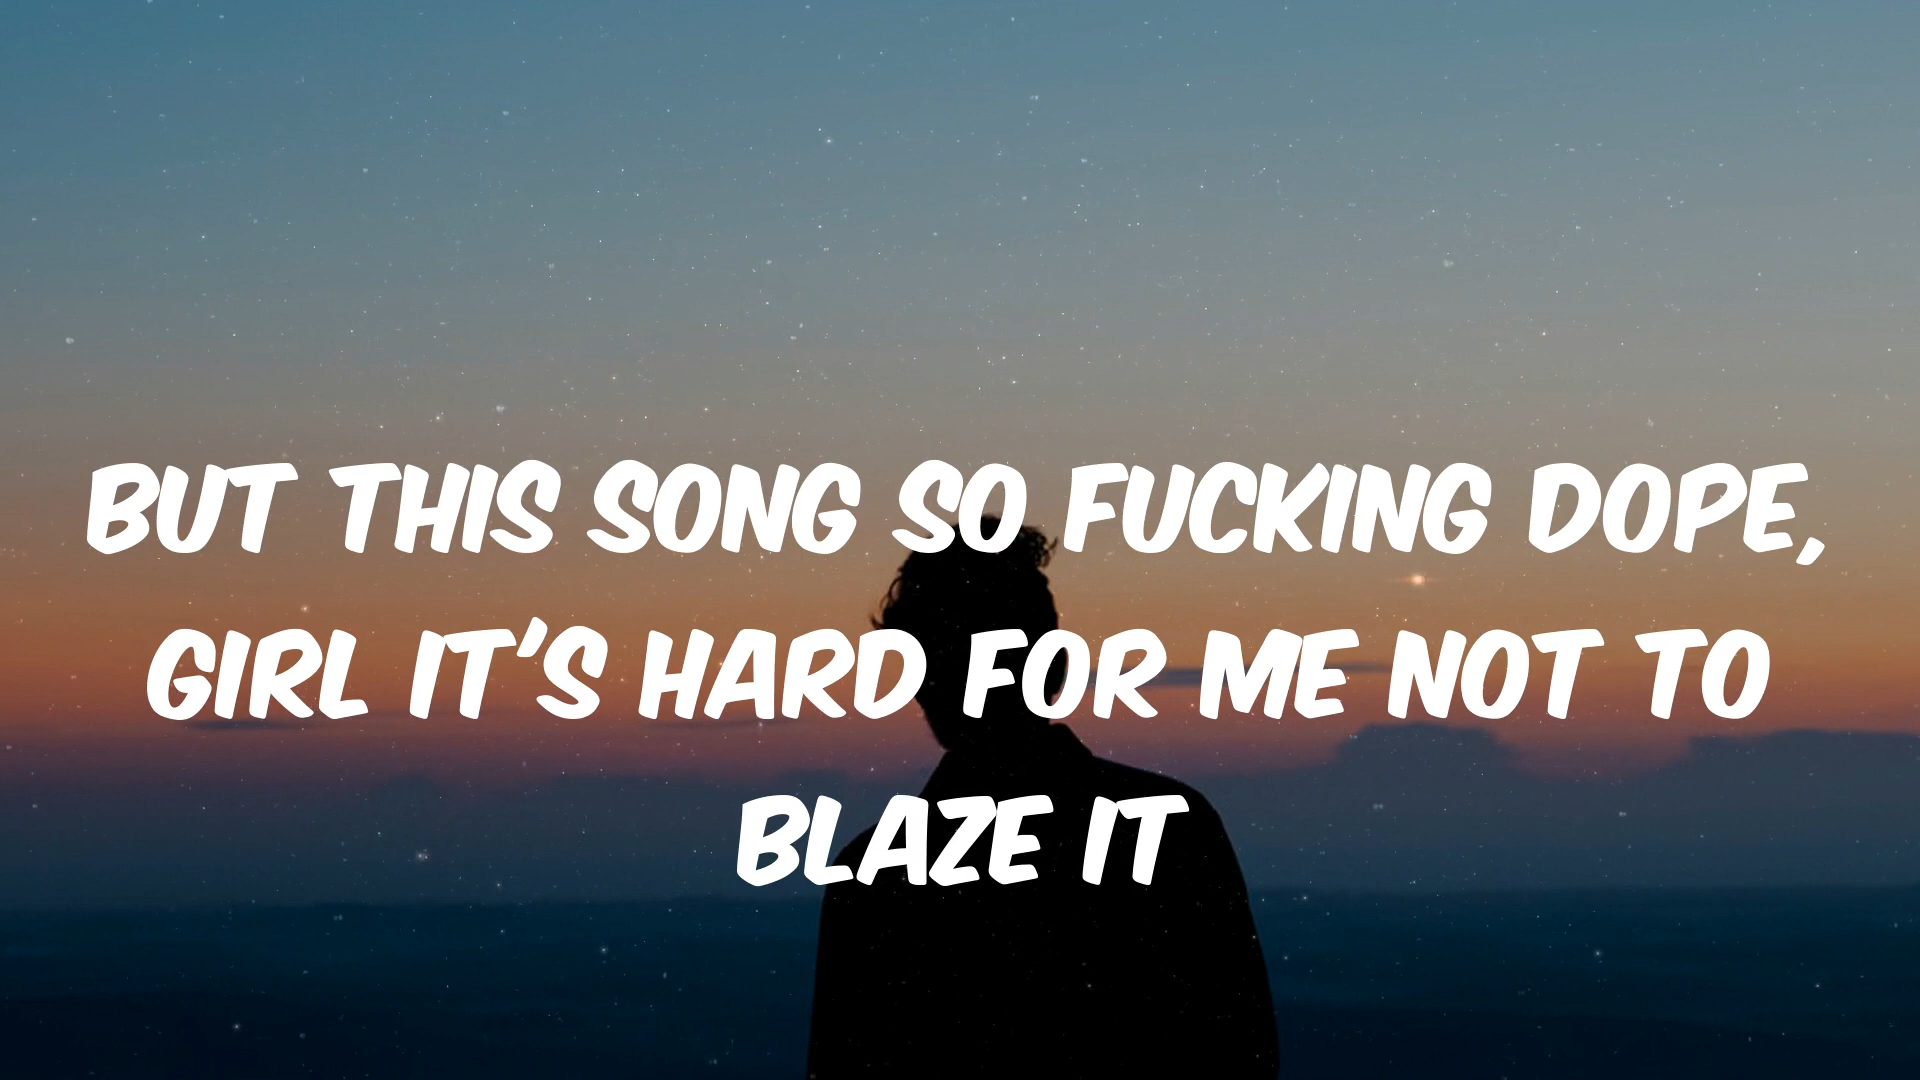 BUT THIS SONG SO FUCKING DOPE,
GIRL IT'S HARD FOR ME NOT TO
BLAZE IT